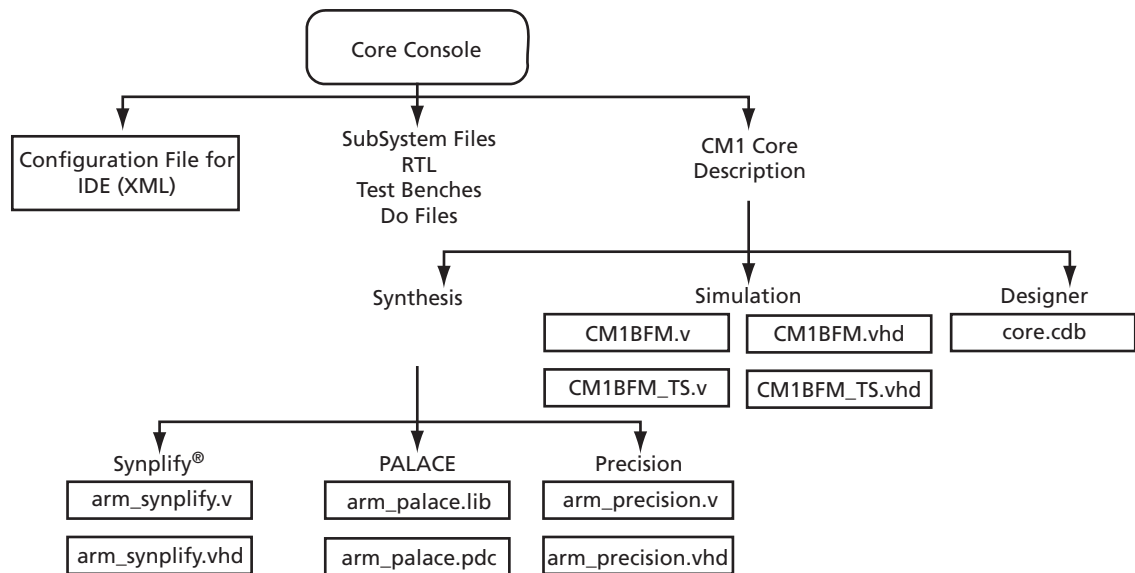 Core Console
Configuration File for
IDE (XML)
SubSystem Files
RTL
Test Benches
Do Files
CM1 Core
Description
Synthesis
Simulation
Designer
CM1BFM.v
CM1BFM.vhd
core.cdb
CM1BFM_TS.v
CM1BFM_TS.vhd
Synplify®
PALACE
Precision
arm_synplify.v
arm_palace.lib
arm_precision.v
arm_synplify.vhd
arm_palace.pdc
arm_precision.vhd